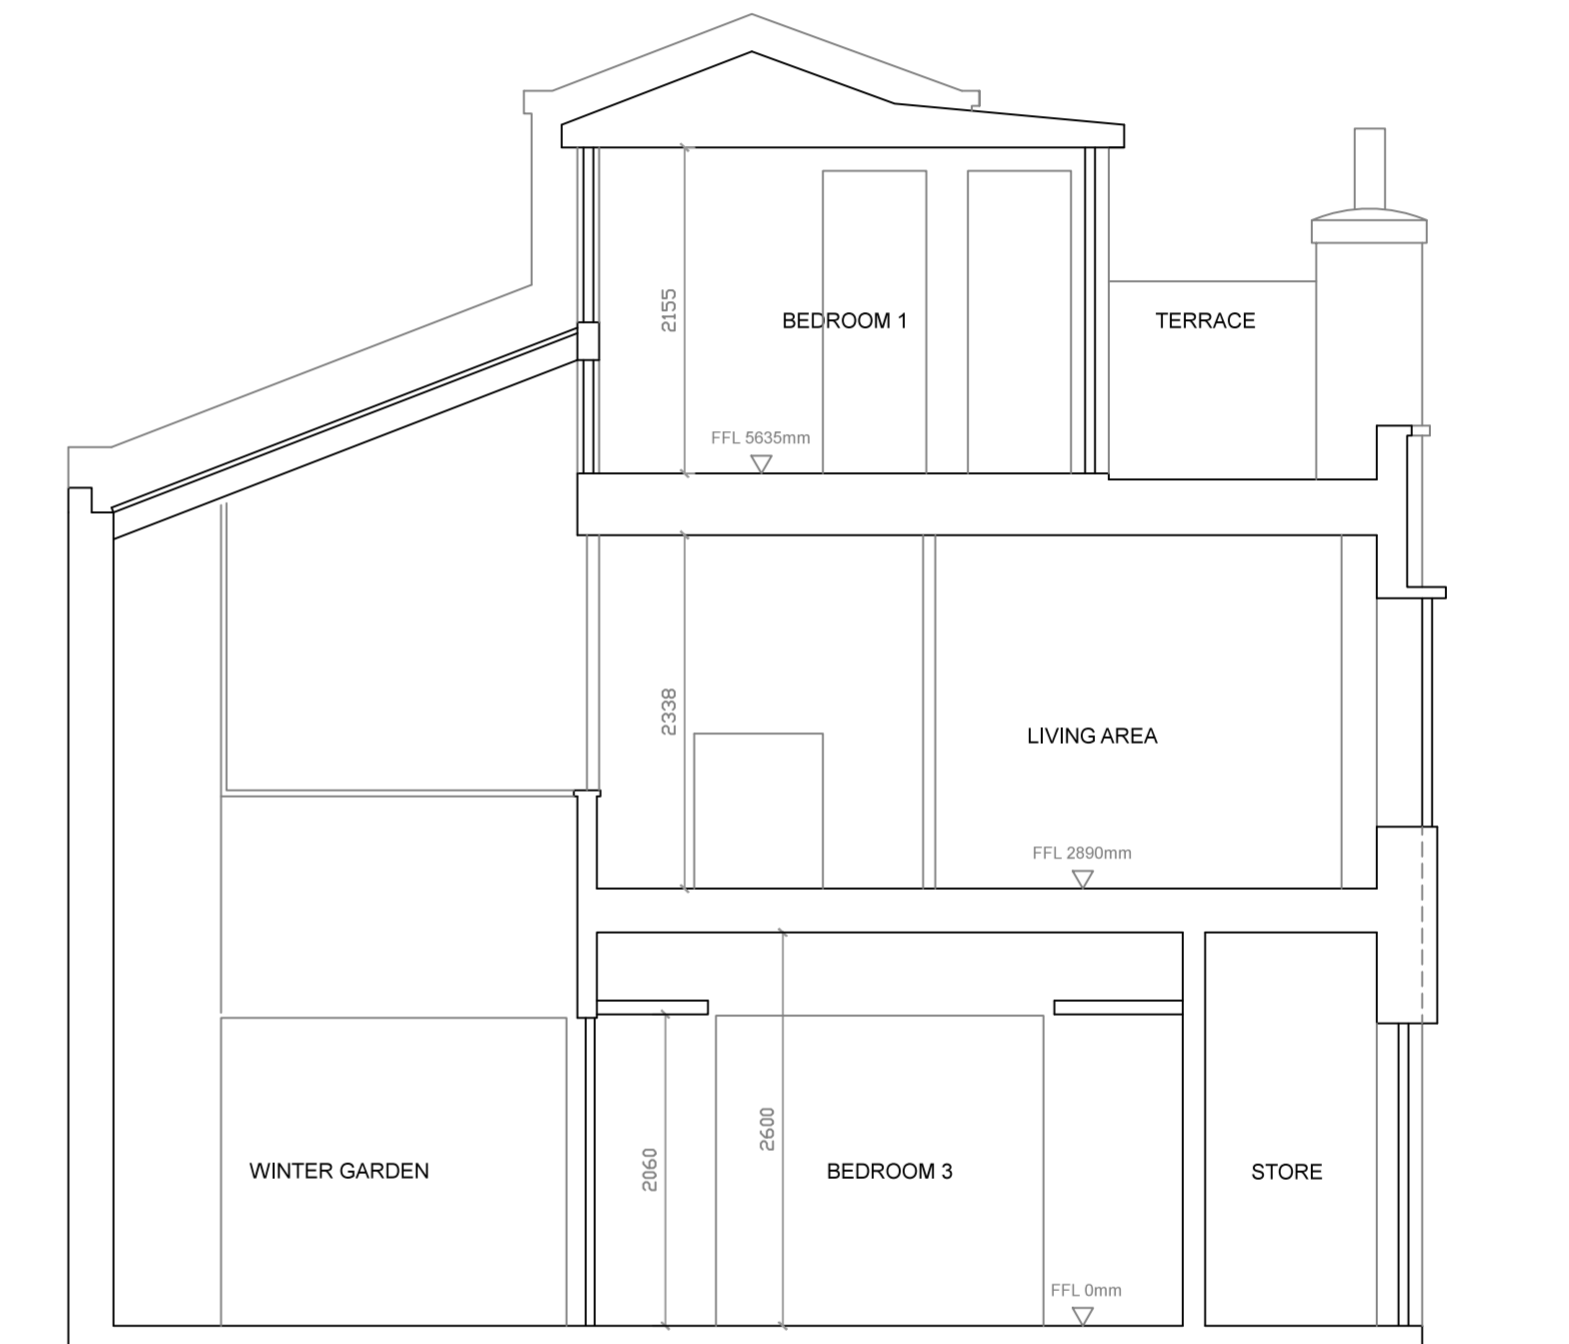 2155
BEDROOM 1
TERRACE
FFL 5635mm
2338
LIVING AREA
FFL 2890mm
WINTER GARDEN
2060
2600
BEDROOM 3
STORE
FFL 0mm